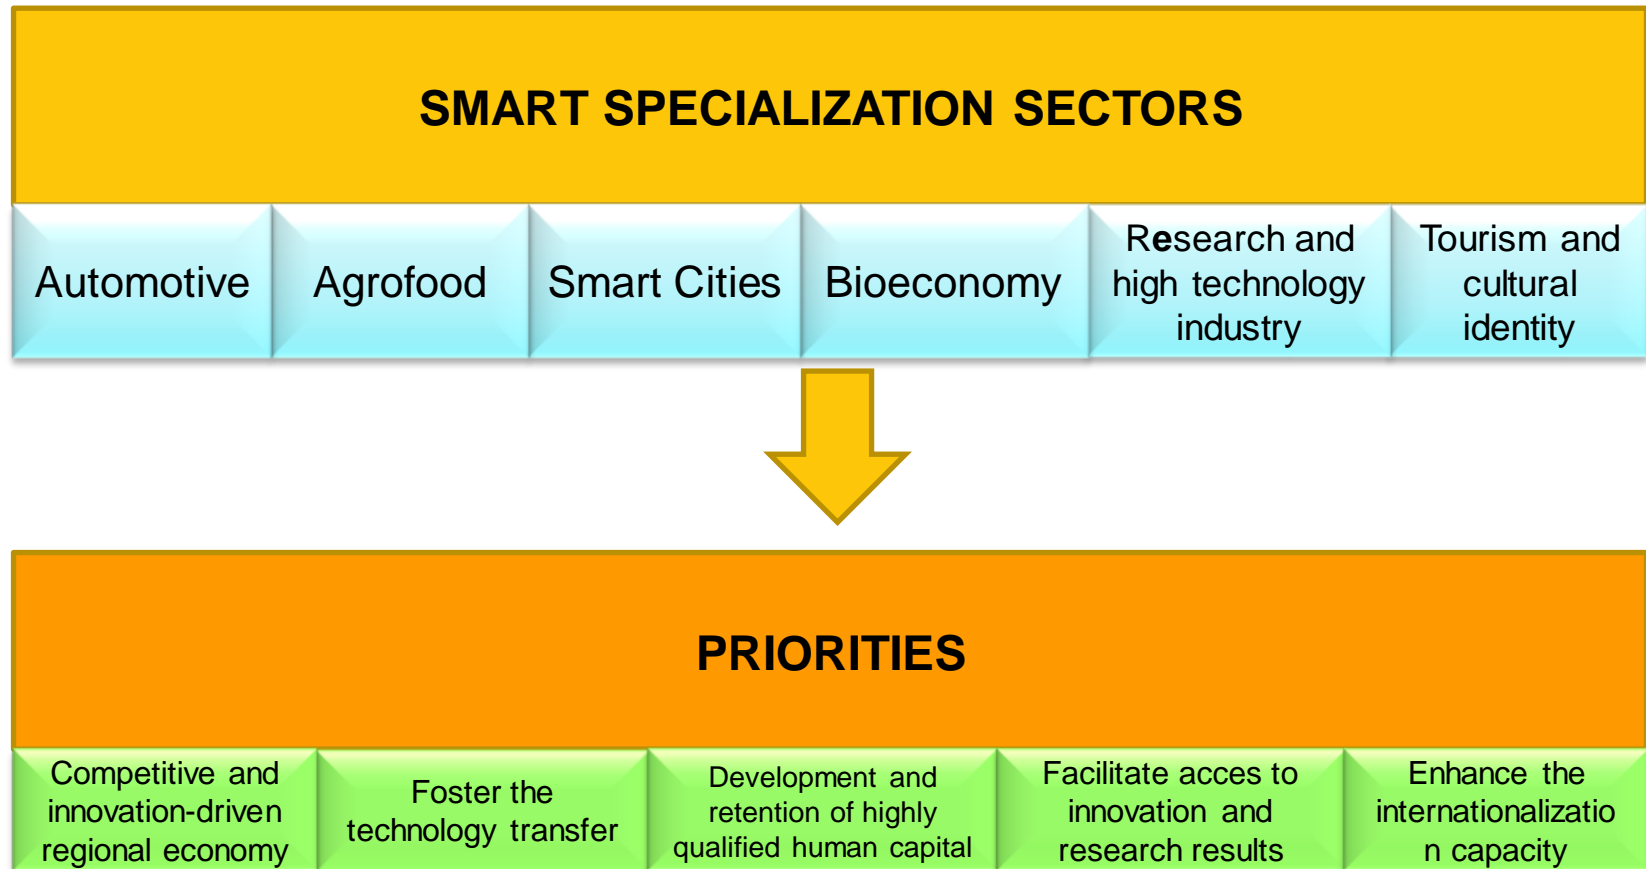 SMART SPECIALIZATION SECTORS
Automotive
Agrofood
Smart Cities
Bioeconomy
Research and
high technology
industry
Tourism and
cultural
identity
PRIORITIES
Competitive and
innovation-driven
regional economy
Foster the
technology transfer
Development and
retention of highly
qualified human capital
Facilitate acces to
innovation and
research results
Enhance the
internationalizatio
n capacity